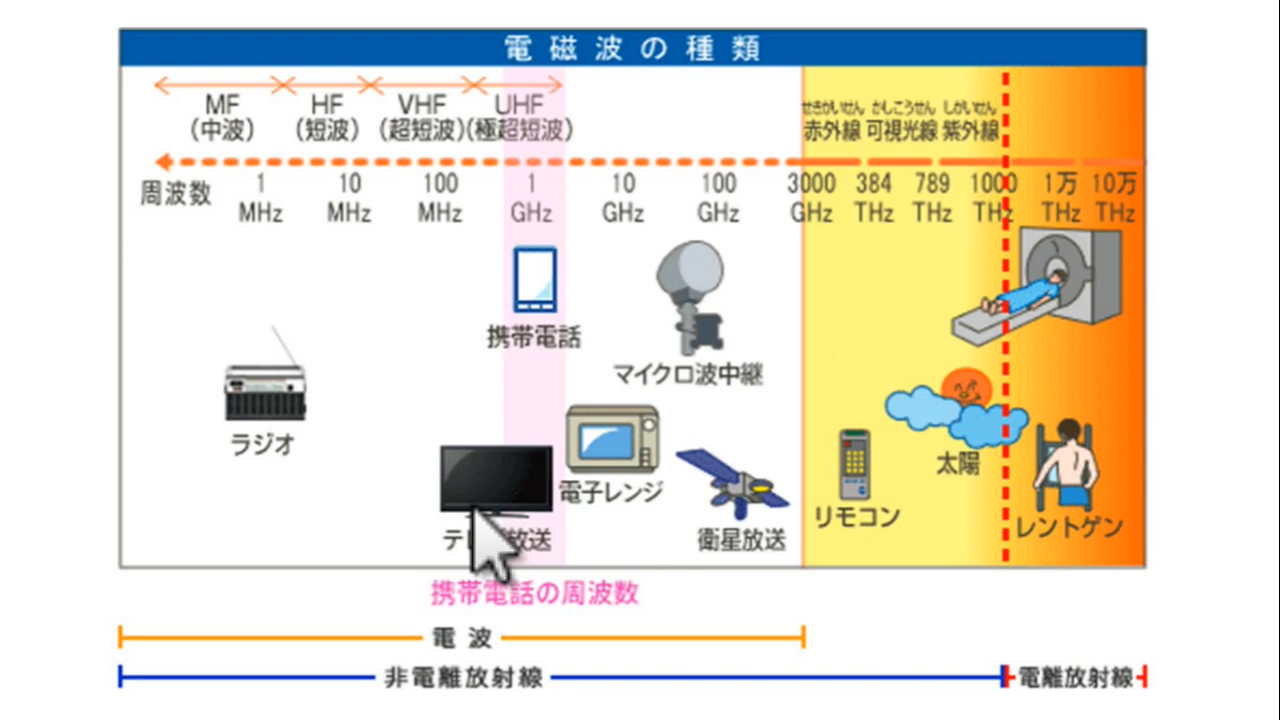 電磁波の種類
MF HF VHF UHF
(中波) (短波) (超短波)(極超短波)
せきがいせん かしこうせん しがいせん
赤外線 可視光線 紫外線
周波数 1 MHz 10 MHz 100 MHz 1 GHz 10 GHz 100 GHz 3000 GHz 384 THz 789 THz 1000 THz 1万 THz 10万 THz
携帯電話
マイクロ波中継
ラジオ
電子レンジ
太陽
リモコン
レントゲン
テレ 放送
衛星放送
携帯電話の周波数
電波
非電離放射線
電離放射線